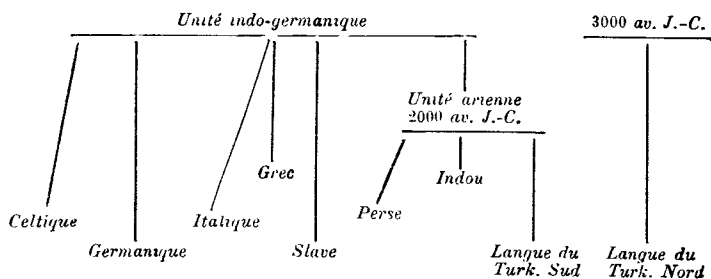 Unité indo-germanique
3000 av. J.-C.
Unité arienne
2000 av. J.-C.
Grec
Indou
Celtique
Italique
Perse
Germanique
Slave
Langue du
Turk. Sud
Langue du
Turk. Nord